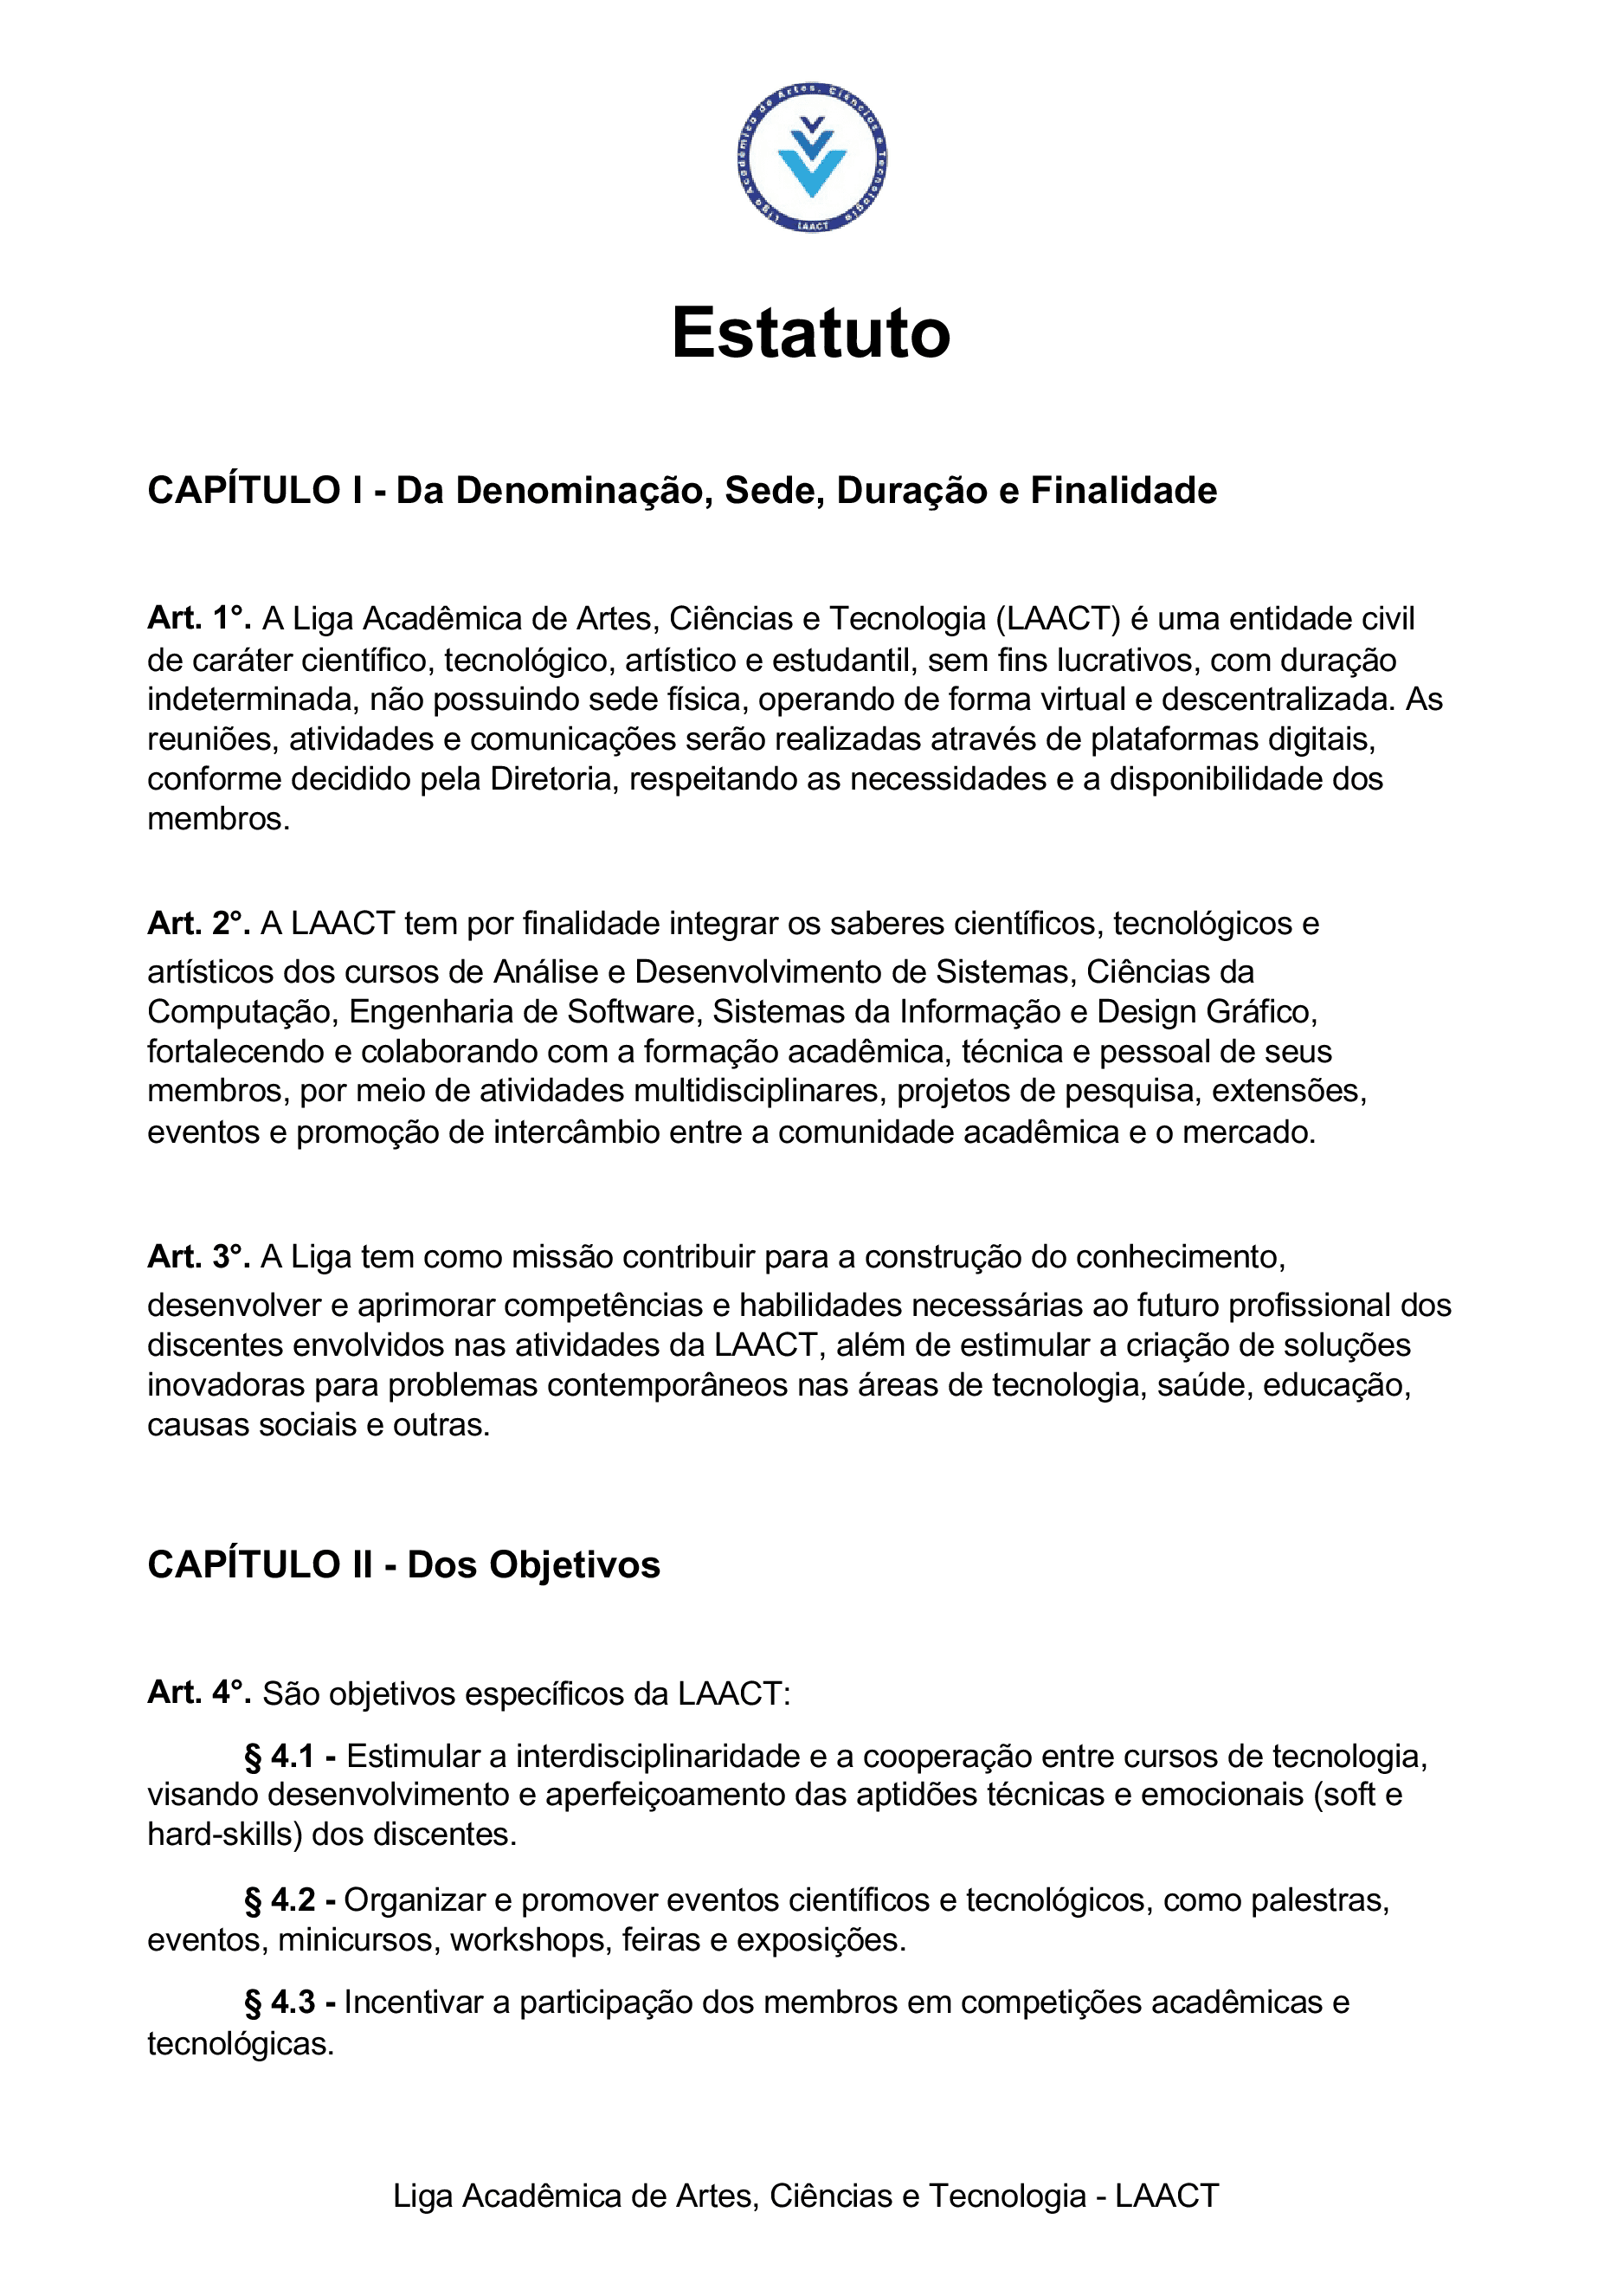 Liga Acadêmica de Artes, Ciências e Tecnologia
LAACT
Estatuto
CAPÍTULO I - Da Denominação, Sede, Duração e Finalidade
Art. 1°. A Liga Acadêmica de Artes, Ciências e Tecnologia (LAACT) é uma entidade civil
de caráter científico, tecnológico, artístico e estudantil, sem fins lucrativos, com duração
indeterminada, não possuindo sede física, operando de forma virtual e descentralizada. As
reuniões, atividades e comunicações serão realizadas através de plataformas digitais,
conforme decidido pela Diretoria, respeitando as necessidades e a disponibilidade dos
membros.
Art. 2°. A LAACT tem por finalidade integrar os saberes científicos, tecnológicos e
artísticos dos cursos de Análise e Desenvolvimento de Sistemas, Ciências da
Computação, Engenharia de Software, Sistemas da Informação e Design Gráfico,
fortalecendo e colaborando com a formação acadêmica, técnica e pessoal de seus
membros, por meio de atividades multidisciplinares, projetos de pesquisa, extensões,
eventos e promoção de intercâmbio entre a comunidade acadêmica e o mercado.
Art. 3°. A Liga tem como missão contribuir para a construção do conhecimento,
desenvolver e aprimorar competências e habilidades necessárias ao futuro profissional dos
discentes envolvidos nas atividades da LAACT, além de estimular a criação de soluções
inovadoras para problemas contemporâneos nas áreas de tecnologia, saúde, educação,
causas sociais e outras.
CAPÍTULO II - Dos Objetivos
Art. 4°. São objetivos específicos da LAACT:
§ 4.1 - Estimular a interdisciplinaridade e a cooperação entre cursos de tecnologia,
visando desenvolvimento e aperfeiçoamento das aptidões técnicas e emocionais (soft e
hard-skills) dos discentes.
§ 4.2 - Organizar e promover eventos científicos e tecnológicos, como palestras,
eventos, minicursos, workshops, feiras e exposições.
§ 4.3 - Incentivar a participação dos membros em competições acadêmicas e
tecnológicas.
Liga Acadêmica de Artes, Ciências e Tecnologia - LAACT